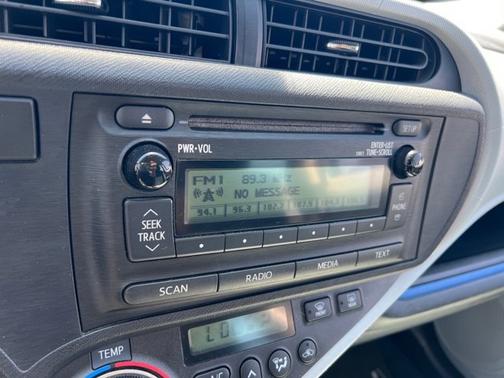 SETUP
PWR•VOL
ENTER•LIST
TUNE•SCROLL
FM1 89.3
NO MESSAGE
94.1 96.3
SEEK
TRACK
PHONE
SCAN
RADIO
MEDIA
TEXT
LO
TEMP
A/C